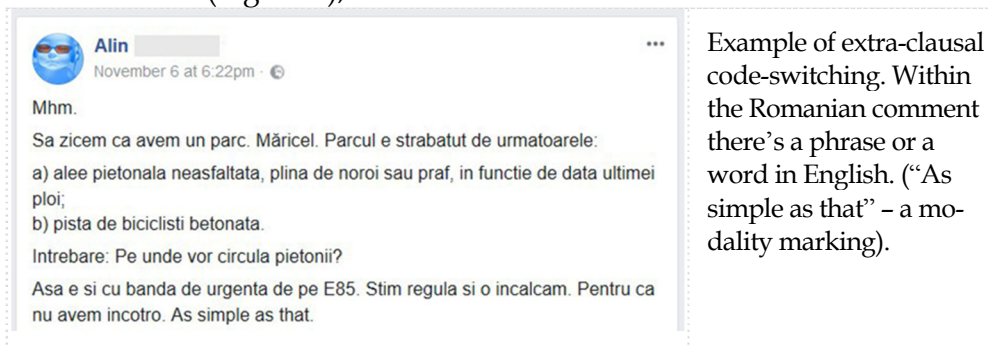 Alin
November 6 at 6:22pm ·
Mhm.
Sa zicem ca avem un parc. Măricel. Parcul e strabatut de urmatoarele:
a) alee pietonala neasfaltata, plina de noroi sau praf, in functie de data ultimei
ploi;
b) pista de biciclisti betonata.
Intrebare: Pe unde vor circula pietonii?
Asa e si cu banda de urgenta de pe E85. Stim regula si o incalcam. Pentru ca
nu avem incotro. As simple as that.
Example of extra-clausal
code-switching. Within
the Romanian comment
there’s a phrase or a
word in English. (“As
simple as that” – a mo-
dality marking).